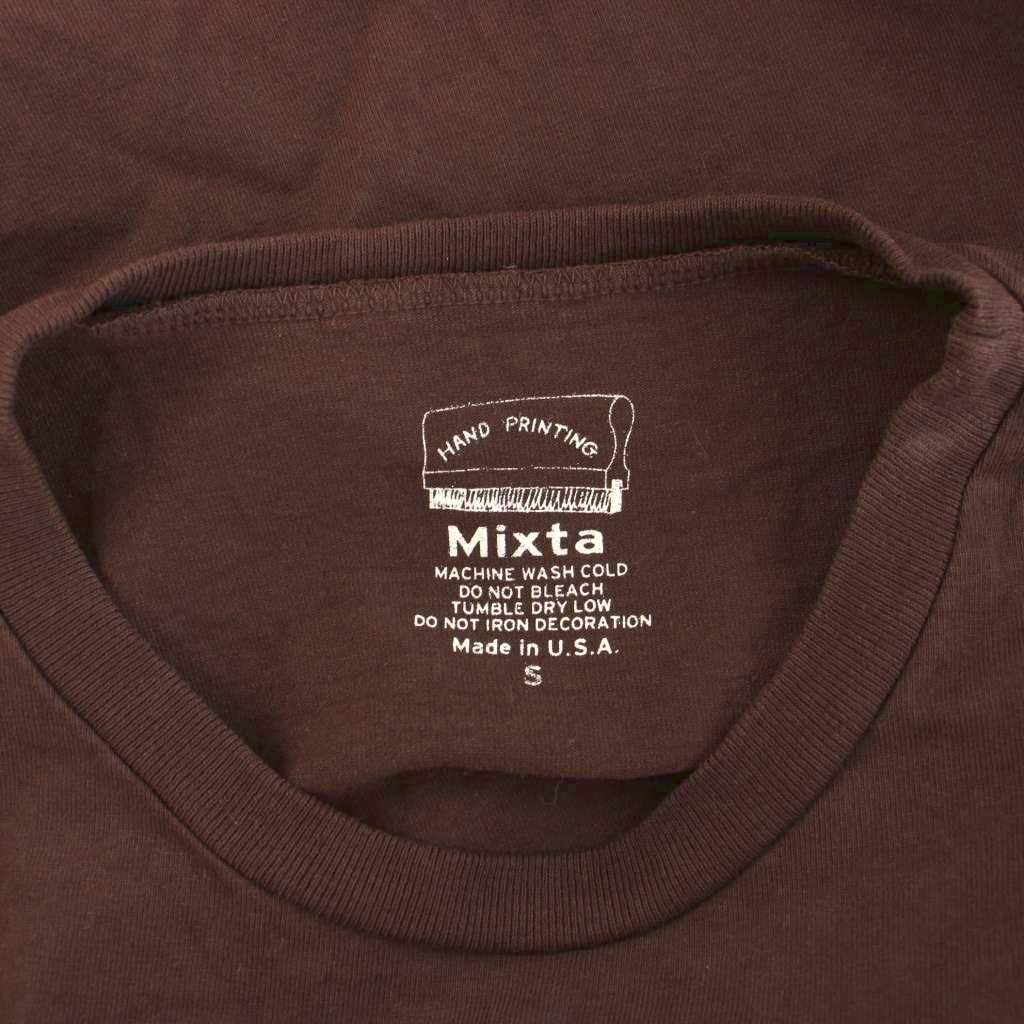 HAND PRINTING
Mixta
MACHINE WASH COLD
DO NOT BLEACH
TUMBLE DRY LOW
DO NOT IRON DECORATION
Made in U.S.A.
S